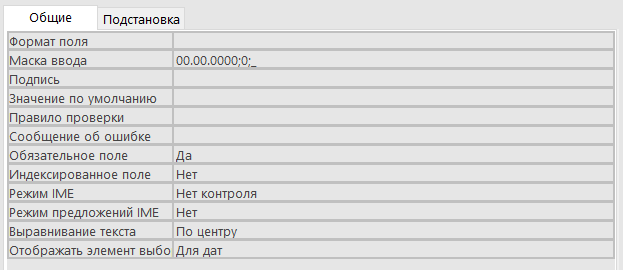 Общие Подстановка
Формат поля
Маска ввода 00.00.0000;0;_
Подпись
Значение по умолчанию
Правило проверки
Сообщение об ошибке
Обязательное поле Да
Индексированное поле Нет
Режим IME Нет контроля
Режим предложений IME Нет
Выравнивание текста По центру
Отображать элемент выбо Для дат